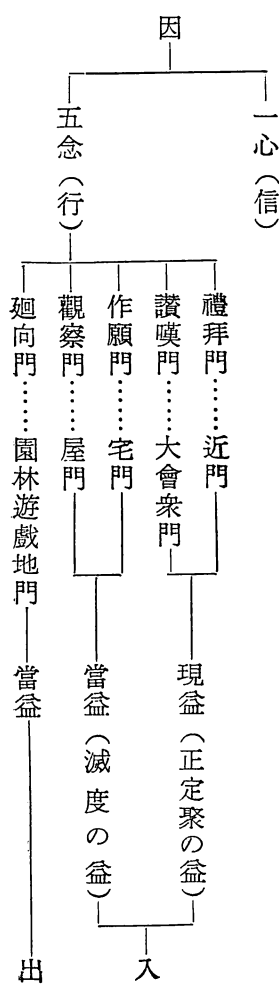 因
一心(信)
五念(行)
禮拜門……近門
讃嘆門……大會衆門
作願門……宅門
觀察門……屋門
廻向門……園林遊戲地門
現益(正定聚の益)
當益(滅度の益)
當益
入
出